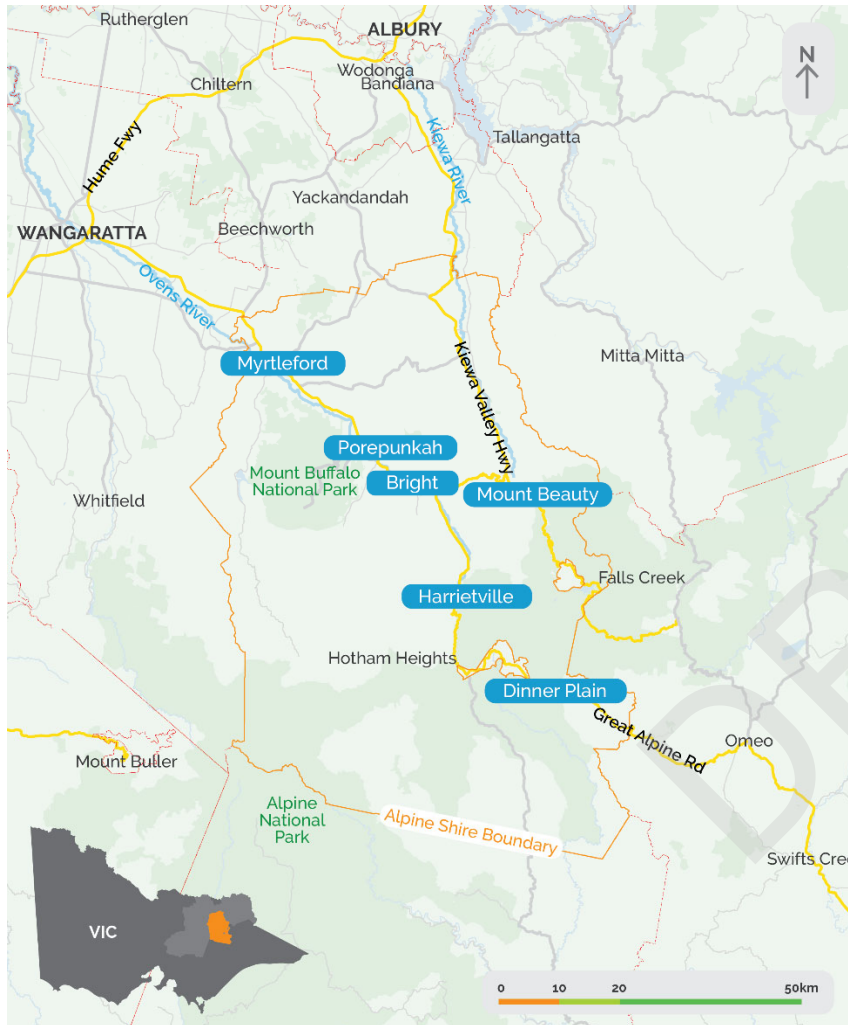 Rutherglen
ALBURY
N
Wodonga
Bandiana
Chiltern
Hume Fwy
Kiewa River
Tallangatta
Yackandandah
Beechworth
WANGARATTA
Ovens River
Myrtleford
Mitta Mitta
Kiewa Valley Hwy
Porepunkah
Mount Buffalo
National Park
Bright
Mount Beauty
Whitfield
Falls Creek
Harrietville
Hotham Heights
Dinner Plain
Great Alpine Rd
Omeo
Mount Buller
Alpine
National
Park
Alpine Shire Boundary
Swifts Cree
VIC
0 10 20 50km